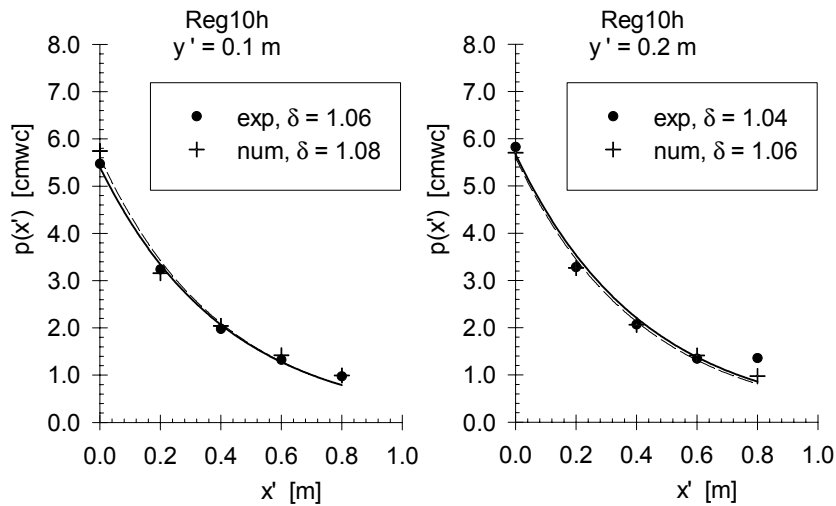 Reg10h
y ' = 0.1 m
8.0
7.0
6.0
5.0
4.0
3.0
2.0
1.0
0.0
p(x') [cmwc]
exp, δ = 1.06
num, δ = 1.08
0.0 0.2 0.4 0.6 0.8 1.0
x' [m]
Reg10h
y ' = 0.2 m
8.0
7.0
6.0
5.0
4.0
3.0
2.0
1.0
0.0
p(x') [cmwc]
exp, δ = 1.04
num, δ = 1.06
0.0 0.2 0.4 0.6 0.8 1.0
x' [m]